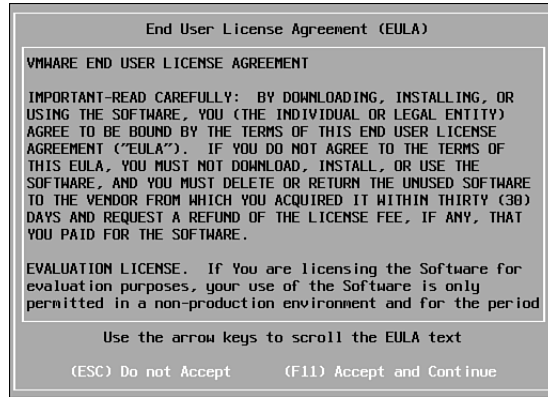 End User License Agreement (EULA)
VMWARE END USER LICENSE AGREEMENT
IMPORTANT-READ CAREFULLY:  BY DOWNLOADING, INSTALLING, OR
USING THE SOFTWARE, YOU (THE INDIVIDUAL OR LEGAL ENTITY)
AGREE TO BE BOUND BY THE TERMS OF THIS END USER LICENSE
AGREEMENT ("EULA").  IF YOU DO NOT AGREE TO THE TERMS OF
THIS EULA, YOU MUST NOT DOWNLOAD, INSTALL, OR USE THE
SOFTWARE, AND YOU MUST DELETE OR RETURN THE UNUSED SOFTWARE
TO THE VENDOR FROM WHICH YOU ACQUIRED IT WITHIN THIRTY (30)
DAYS AND REQUEST A REFUND OF THE LICENSE FEE, IF ANY, THAT
YOU PAID FOR THE SOFTWARE.
EVALUATION LICENSE.  If You are licensing the Software for
evaluation purposes, your use of the Software is only
permitted in a non-production environment and for the period
Use the arrow keys to scroll the EULA text
(ESC) Do not Accept (F11) Accept and Continue